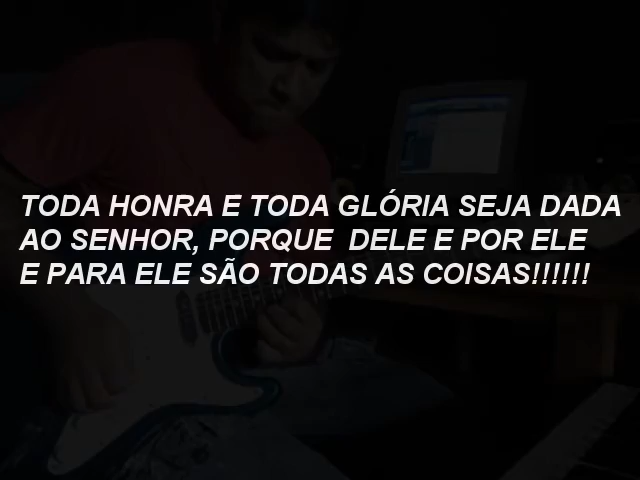 TODA HONRA E TODA GLÓRIA SEJA DADA
AO SENHOR, PORQUE  DELE E POR ELE
E PARA ELE SÃO TODAS AS COISAS!!!!!!